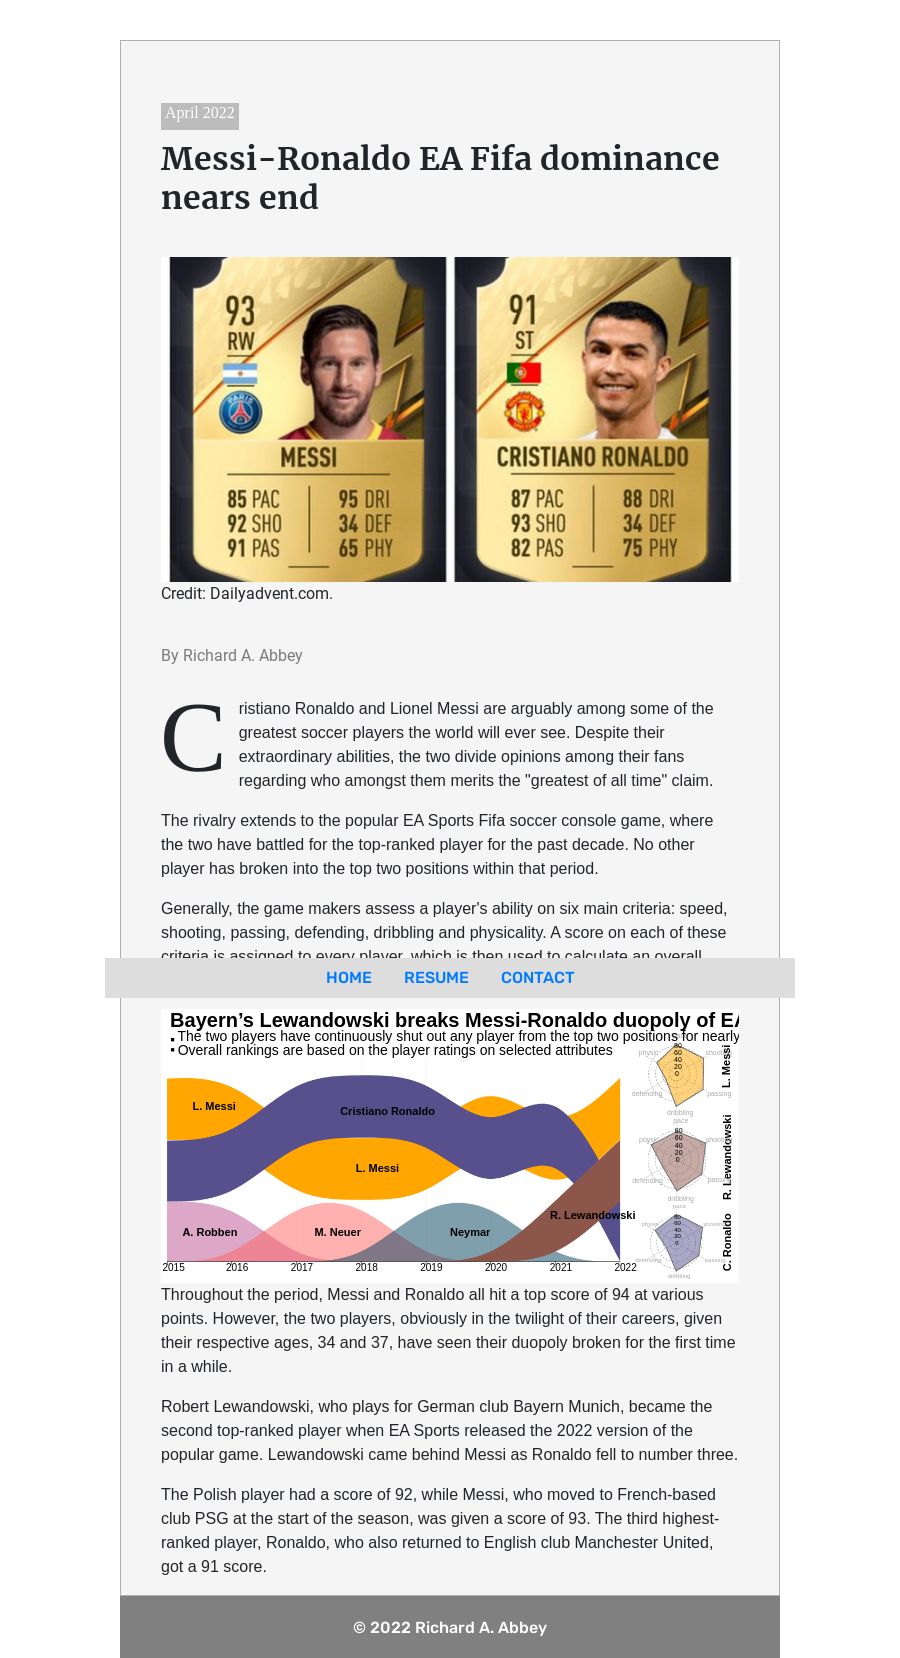 April 2022
Messi-Ronaldo EA Fifa dominance
nears end
93
RW
MESSI
85 PAC
95 DRI
92 SHO
34 DEF
91 PAS
65 PHY
91
ST
CRISTIANO RONALDO
87 PAC
88 DRI
93 SHO
34 DEF
82 PAS
75 PHY
Credit: Dailyadvent.com.
By Richard A. Abbey
Cristiano Ronaldo and Lionel Messi are arguably among some of the
greatest soccer players the world will ever see. Despite their
extraordinary abilities, the two divide opinions among their fans
regarding who amongst them merits the "greatest of all time" claim.
The rivalry extends to the popular EA Sports Fifa soccer console game, where
the two have battled for the top-ranked player for the past decade. No other
player has broken into the top two positions within that period.
Generally, the game makers assess a player's ability on six main criteria: speed,
shooting, passing, defending, dribbling and physicality. A score on each of these
criteria is assigned to every player, which is then used to calculate an overall
HOME RESUME CONTACT
Bayern’s Lewandowski breaks Messi-Ronaldo duopoly of EA
▪ The two players have continuously shut out any player from the top two positions for nearly
▪ Overall rankings are based on the player ratings on selected attributes
L. Messi
Cristiano Ronaldo
L. Messi
A. Robben
M. Neuer
Neymar
R. Lewandowski
2015 2016 2017 2018 2019 2020 2021 2022
80
60
40
20
0
passing
dribbling
defending
L. Messi
pace
80
60
40
20
0
dribbling
defending
R. Lewandowski
pace
80
60
40
20
0
passing
dribbling
defending
C. Ronaldo
Throughout the period, Messi and Ronaldo all hit a top score of 94 at various
points. However, the two players, obviously in the twilight of their careers, given
their respective ages, 34 and 37, have seen their duopoly broken for the first time
in a while.
Robert Lewandowski, who plays for German club Bayern Munich, became the
second top-ranked player when EA Sports released the 2022 version of the
popular game. Lewandowski came behind Messi as Ronaldo fell to number three.
The Polish player had a score of 92, while Messi, who moved to French-based
club PSG at the start of the season, was given a score of 93. The third highest-
ranked player, Ronaldo, who also returned to English club Manchester United,
got a 91 score.
© 2022 Richard A. Abbey